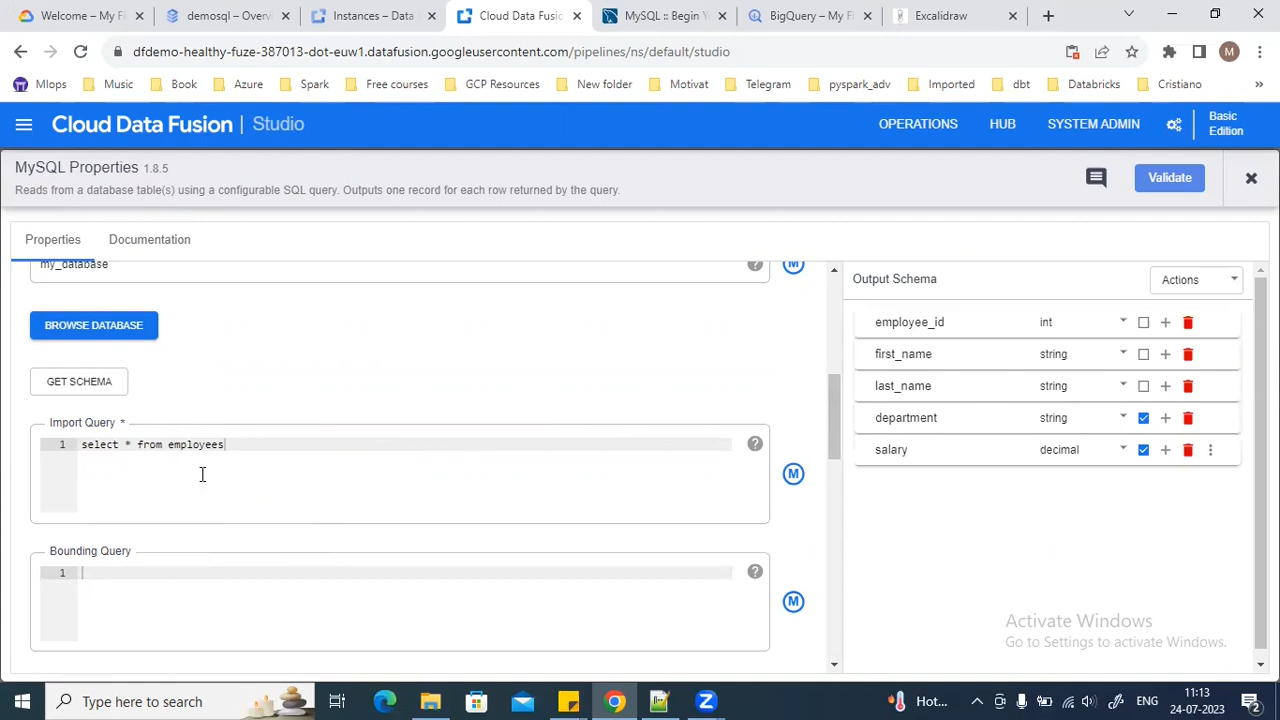 Welcome – My Fi
demosql – Overv
Instances – Data
Cloud Data Fusio
MySQL :: Begin Y
BigQuery – My Fi
Excalidraw
dfdemo-healthy-fuze-387013-dot-euw1.datafusion.googleusercontent.com/pipelines/ns/default/studio
M
Mlops
Music
Book
Azure
Spark
Free courses
GCP Resources
New folder
Motivat
Telegram
pyspark_adv
Imported
dbt
Databricks
Cristiano
»
Cloud Data Fusion | Studio
OPERATIONS
HUB
SYSTEM ADMIN
Basic
Edition
MySQL Properties 1.8.5
Reads from a database table(s) using a configurable SQL query. Outputs one record for each row returned by the query.
Validate
Properties
Documentation
my_database
M
BROWSE DATABASE
GET SCHEMA
Import Query *
1 select * from employees
M
Bounding Query
1
M
Output Schema
Actions
employee_id int
first_name string
last_name string
department string
salary decimal
Activate Windows
Go to Settings to activate Windows.
Type here to search
Hot...
ENG
11:13
24-07-2023
2